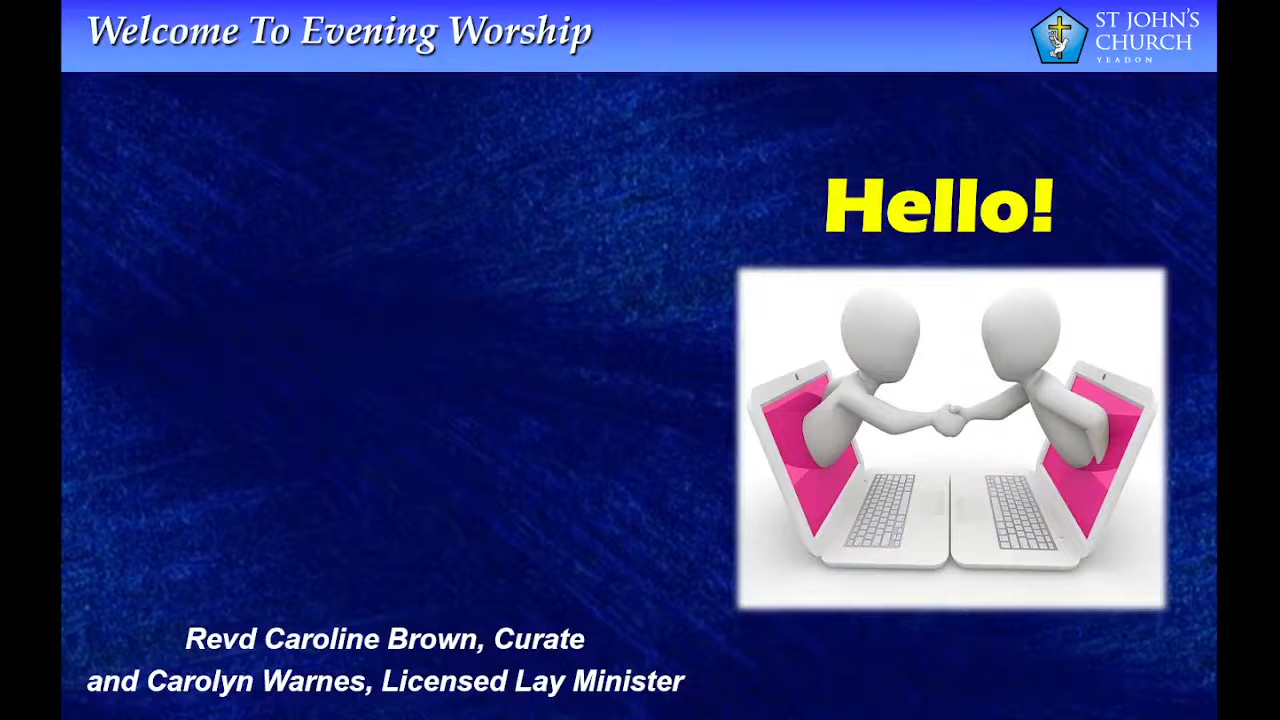 Welcome To Evening Worship
ST JOHN'S
CHURCH
YEADON
Hello!
Revd Caroline Brown, Curate
and Carolyn Warnes, Licensed Lay Minister